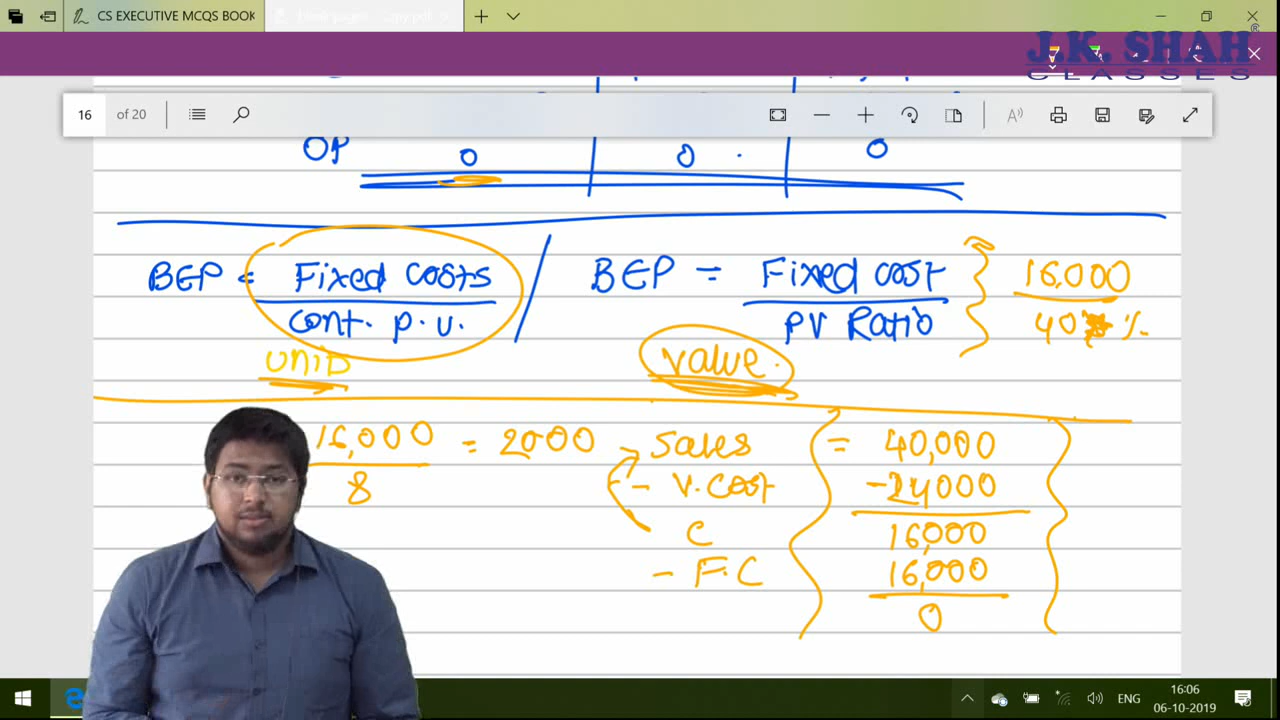 CS EXECUTIVE MCQS BOOK
J.K. SHAH ®
CLASSES
16 of 20
OP 0 0 0
BEP = Fixed costs / cont. p.u. / BEP = Fixed cost / PV Ratio 16,000 / 40 %
Unit value.
16,000 / 8 = 2000 Sales = 40,000
- V.Cost -24000
C 16,000
- F.C 16,000
0
ENG
16:06
06-10-2019